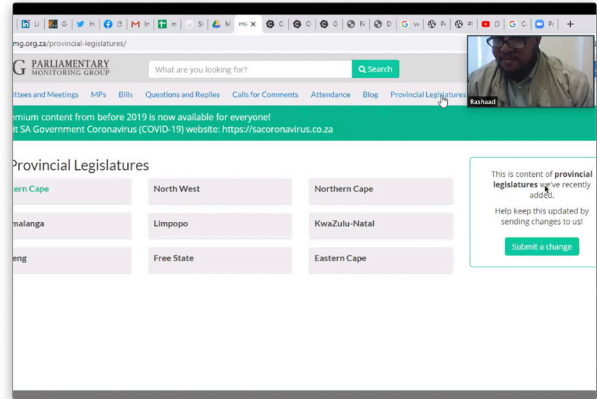 mg.org.za/provincial-legislatures/
G PARLIAMENTARY
MONITORING GROUP
What are you looking for?
Search
ttees and Meetings MPs Bills Questions and Replies Calls for Comments Attendance Blog Provincial Legislatures
Rashaad
emium content from before 2019 is now available for everyone!
it SA Government Coronavirus (COVID-19) website: https://sacoronavirus.co.za
Provincial Legislatures
tern Cape
North West
Northern Cape
malanga
Limpopo
KwaZulu-Natal
eng
Free State
Eastern Cape
This is content of provincial
legislatures we've recently
added.
Help keep this updated by
sending changes to us!
Submit a change